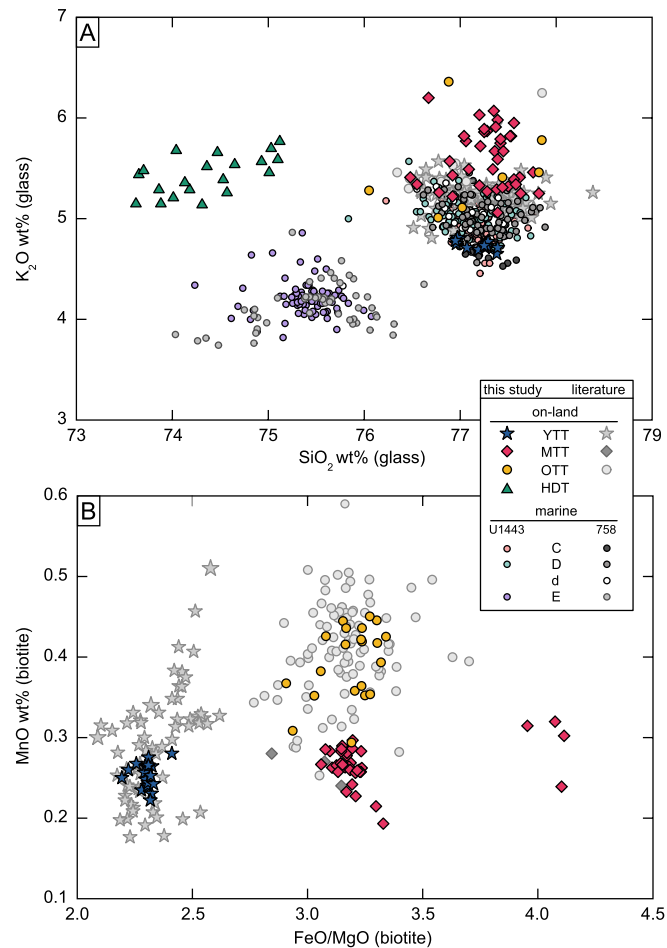 A
7
6
5
4
3
K2O wt% (glass)
73 74 75 76 77 79
SiO2 wt% (glass)
this study literature
on-land
YTT
MTT
OTT
HDT
marine
U1443 758
C
D
d
E
B
0.6
0.5
0.4
0.3
0.2
0.1
MnO wt% (biotite)
2.0 2.5 3.0 3.5 4.0 4.5
FeO/MgO (biotite)